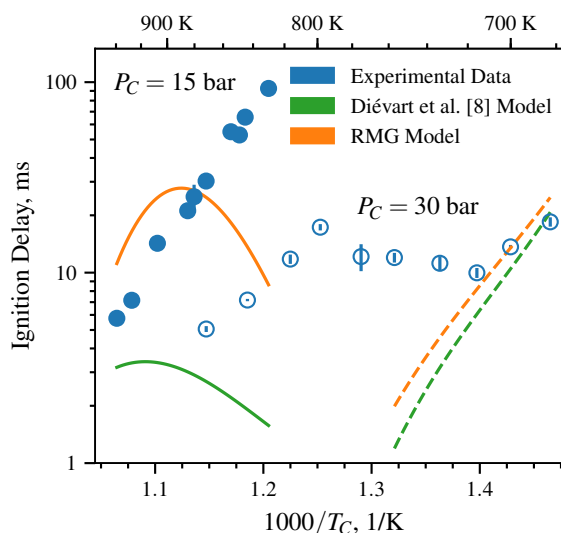 900 K 800 K 700 K
P_C = 15 bar
Experimental Data
Diévart et al. [8] Model
RMG Model
P_C = 30 bar
Ignition Delay, ms
100
10
1
1.1 1.2 1.3 1.4
1000/T_C, 1/K